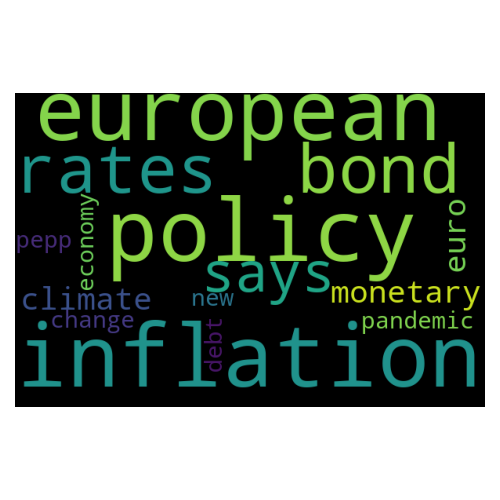 european
rates bond
policy
economy
euro
pepp
says
climate new monetary
change pandemic
debt
inflation